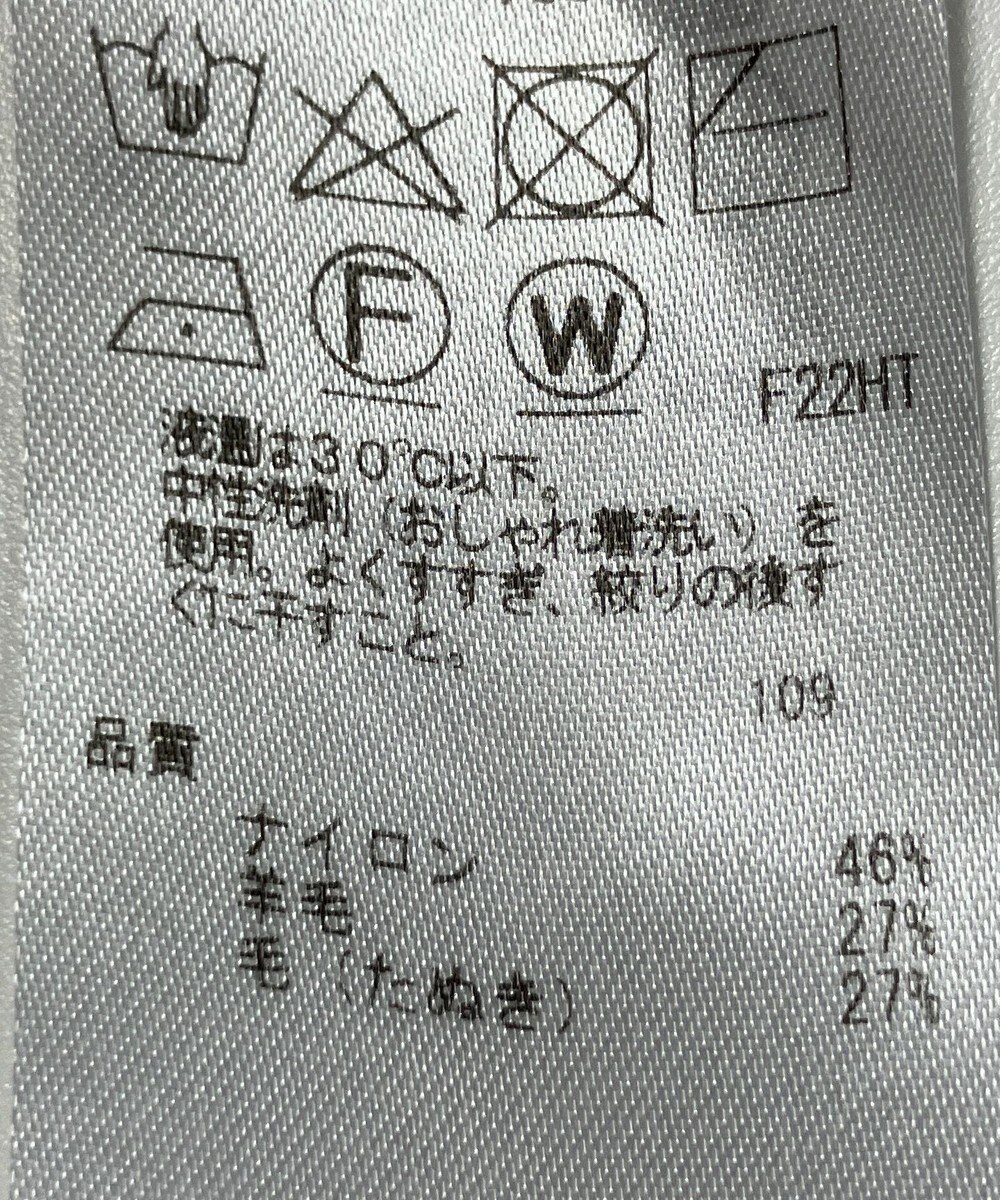 F
W
F22HT
液温は30℃以下。
中性洗剤(おしゃれ着洗い)を
使用。よくすすぎ、絞りの後す
ぐに干すこと。
109
品質
ナイロン 46%
羊毛 27%
毛(たぬき) 27%